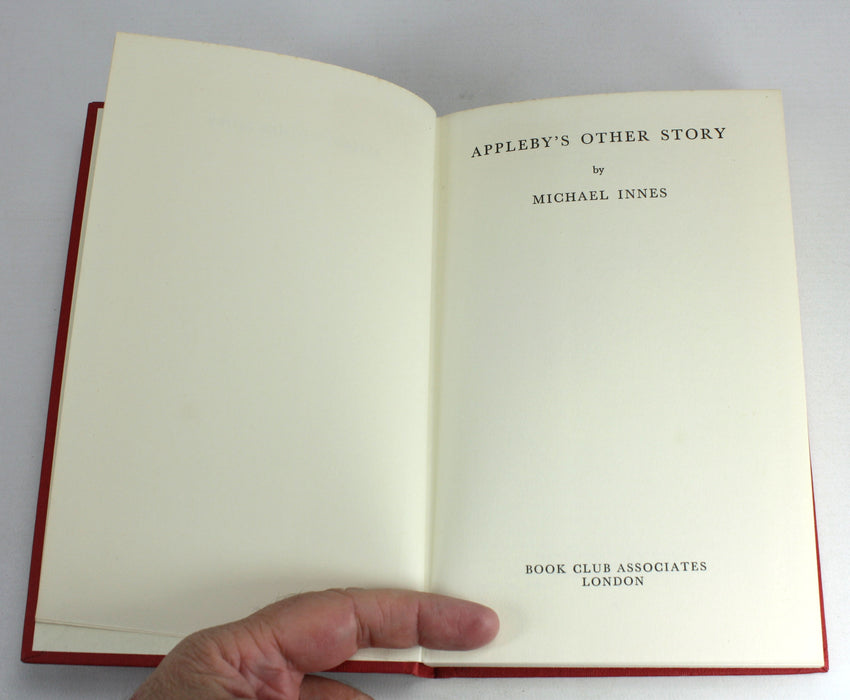 APPLEBY'S OTHER STORY
by
MICHAEL INNES
BOOK CLUB ASSOCIATES
LONDON